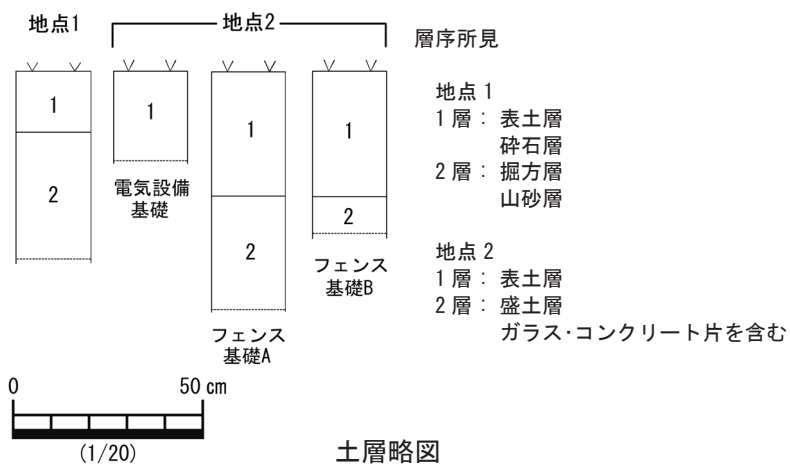 地点1
地点2
層序所見
1
2
1
電気設備
基礎
1
2
フェンス
基礎A
1
2
フェンス
基礎B
地点1
1層：表土層
砕石層
2層：掘方層
山砂層
地点2
1層：表土層
2層：盛土層
ガラス・コンクリート片を含む
0 50 cm
(1/20)
土層略図